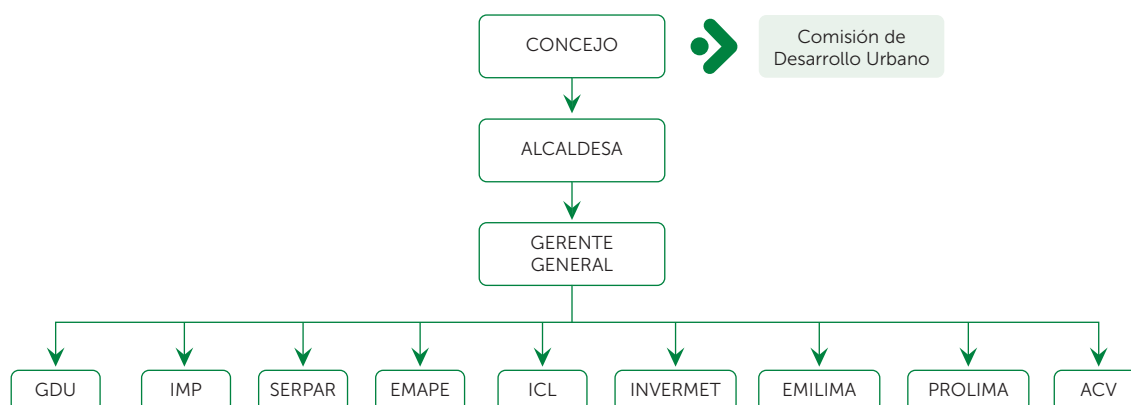 CONCEJO
Comisión de
Desarrollo Urbano
ALCALDESA
GERENTE
GENERAL
GDU
IMP
SERPAR
EMAPE
ICL
INVERMET
EMILIMA
PROLIMA
ACV